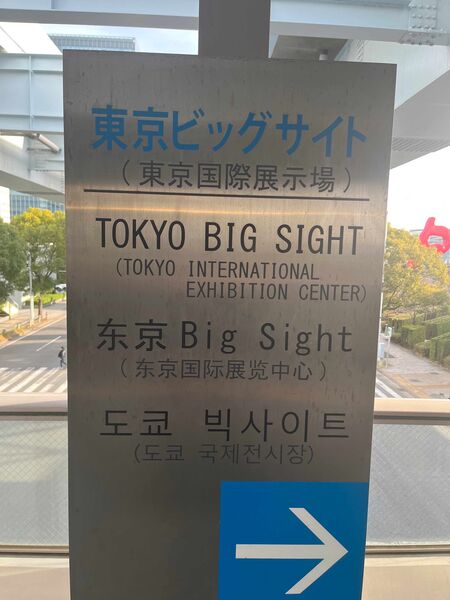 東京ビッグサイト
（東京国際展示場）
TOKYO BIG SIGHT
(TOKYO INTERNATIONAL
EXHIBITION CENTER)
东京Big Sight
（东京国际展览中心）
도쿄 빅사이트
(도쿄 국제전시장)